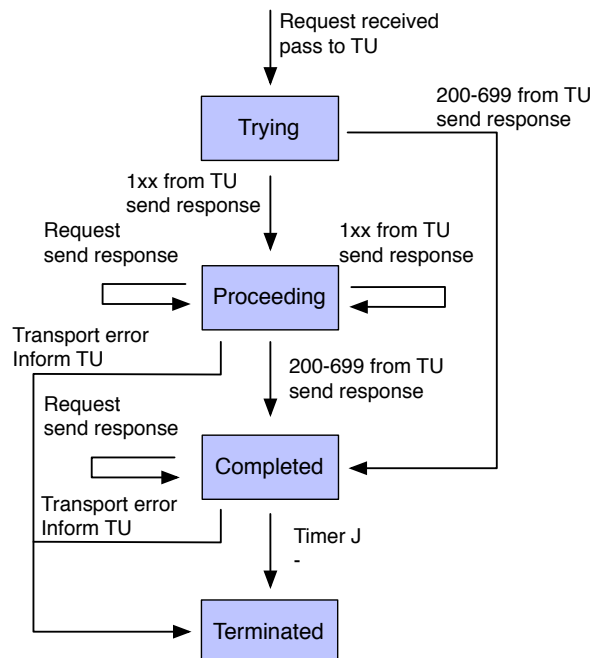 Request received
pass to TU
200-699 from TU
send response
Trying
1xx from TU
send response
Request
send response
1xx from TU
send response
Proceeding
Transport error
Inform TU
200-699 from TU
send response
Request
send response
Completed
Transport error
Inform TU
Timer J
-
Terminated